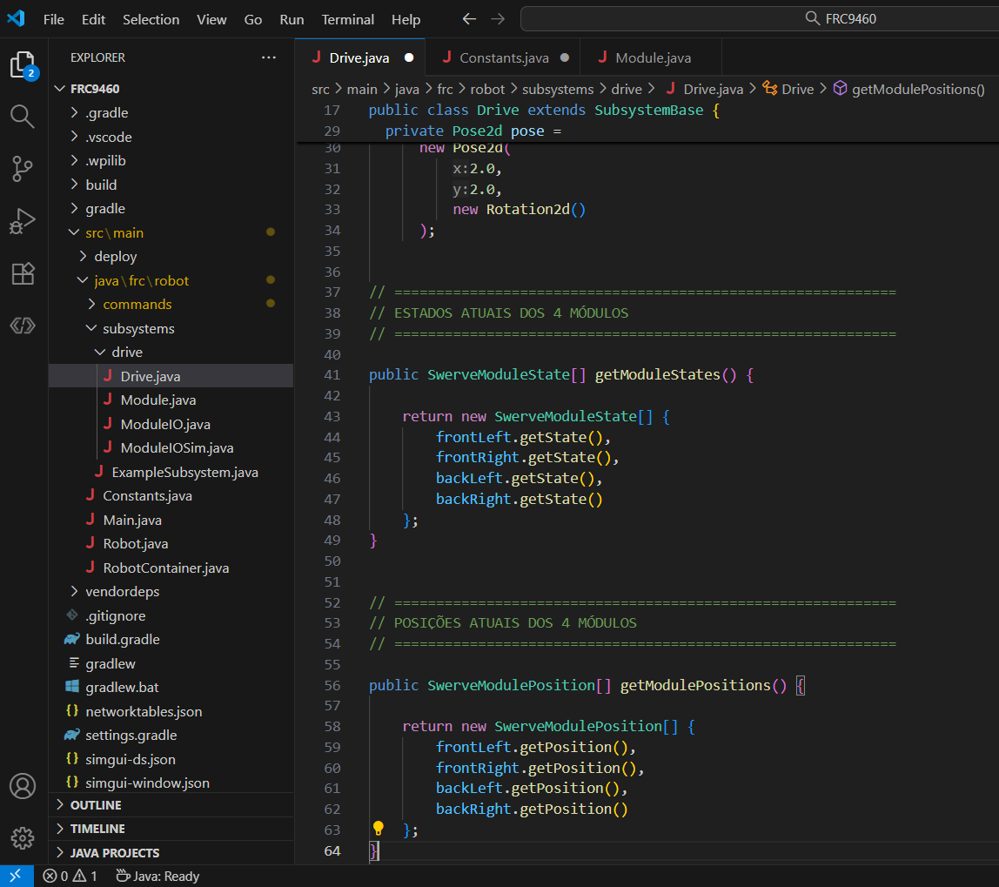 File Edit Selection View Go Run Terminal Help FRC9460
EXPLORER
2
FRC9460
.gradle
.vscode
.wpilib
build
gradle
src\main
deploy
java\frc\robot
commands
subsystems
drive
Drive.java
Module.java
ModuleIO.java
ModuleIOSim.java
ExampleSubsystem.java
Constants.java
Main.java
Robot.java
RobotContainer.java
vendordeps
.gitignore
build.gradle
gradlew
gradlew.bat
networktables.json
settings.gradle
simgui-ds.json
simgui-window.json
OUTLINE
TIMELINE
JAVA PROJECTS
Drive.java Constants.java Module.java
src > main > java > frc > robot > subsystems > drive > Drive.java > Drive > getModulePositions()
17 public class Drive extends SubsystemBase {
29 private Pose2d pose =
30 new Pose2d(
31 x:2.0,
32 y:2.0,
33 new Rotation2d()
34 );
35
36
37 // ============================================================
38 // ESTADOS ATUAIS DOS 4 MÓDULOS
39 // ============================================================
40
41 public SwerveModuleState[] getModuleStates() {
42
43 return new SwerveModuleState[] {
44 frontLeft.getState(),
45 frontRight.getState(),
46 backLeft.getState(),
47 backRight.getState()
48 };
49 }
50
51
52 // ============================================================
53 // POSIÇÕES ATUAIS DOS 4 MÓDULOS
54 // ============================================================
55
56 public SwerveModulePosition[] getModulePositions() {
57
58 return new SwerveModulePosition[] {
59 frontLeft.getPosition(),
60 frontRight.getPosition(),
61 backLeft.getPosition(),
62 backRight.getPosition()
63 };
64 }
0 1 Java: Ready